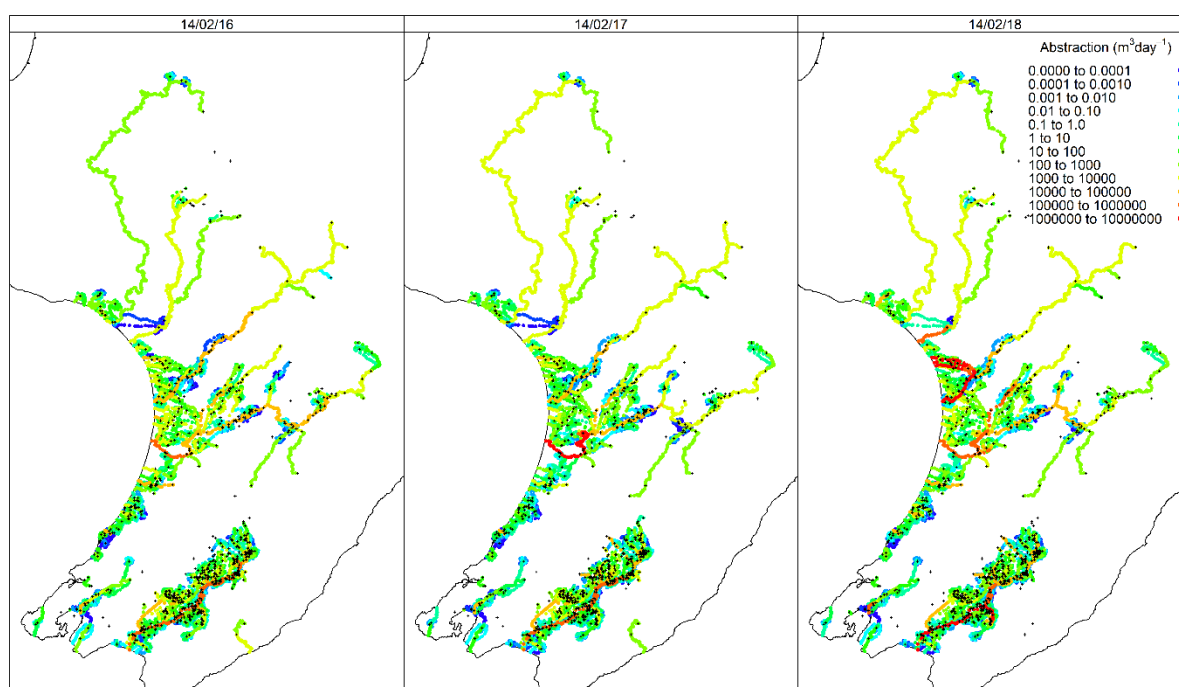 14/02/16
14/02/17
14/02/18
Abstraction (m³day⁻¹)
0.0000 to 0.0001
0.0001 to 0.0010
0.001 to 0.010
0.01 to 0.10
0.1 to 1.0
1 to 10
10 to 100
100 to 1000
1000 to 10000
10000 to 100000
100000 to 1000000
1000000 to 10000000